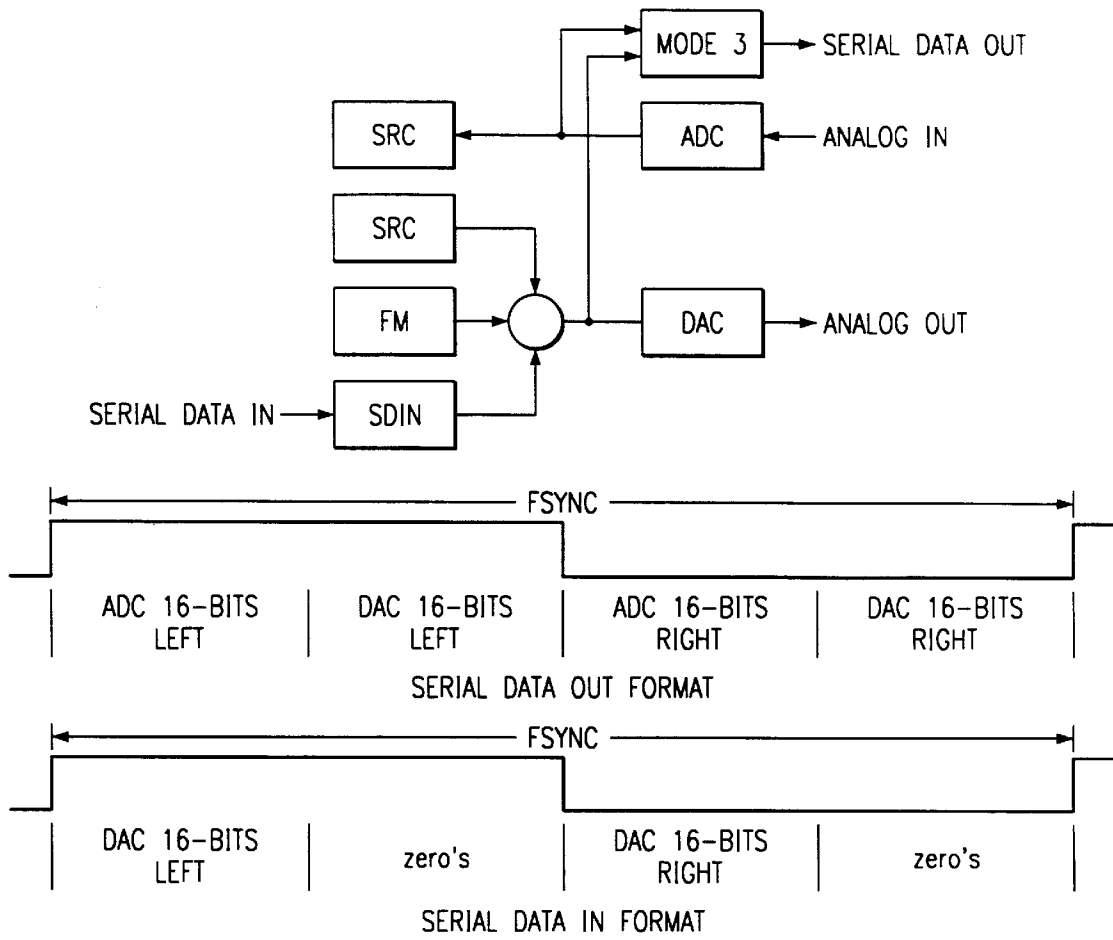 MODE 3
SERIAL DATA OUT
SRC
ADC
ANALOG IN
SRC
FM
DAC
ANALOG OUT
SERIAL DATA IN
SDIN
FSYNC
ADC 16-BITS LEFT
DAC 16-BITS LEFT
ADC 16-BITS RIGHT
DAC 16-BITS RIGHT
SERIAL DATA OUT FORMAT
FSYNC
DAC 16-BITS LEFT
zero's
DAC 16-BITS RIGHT
zero's
SERIAL DATA IN FORMAT